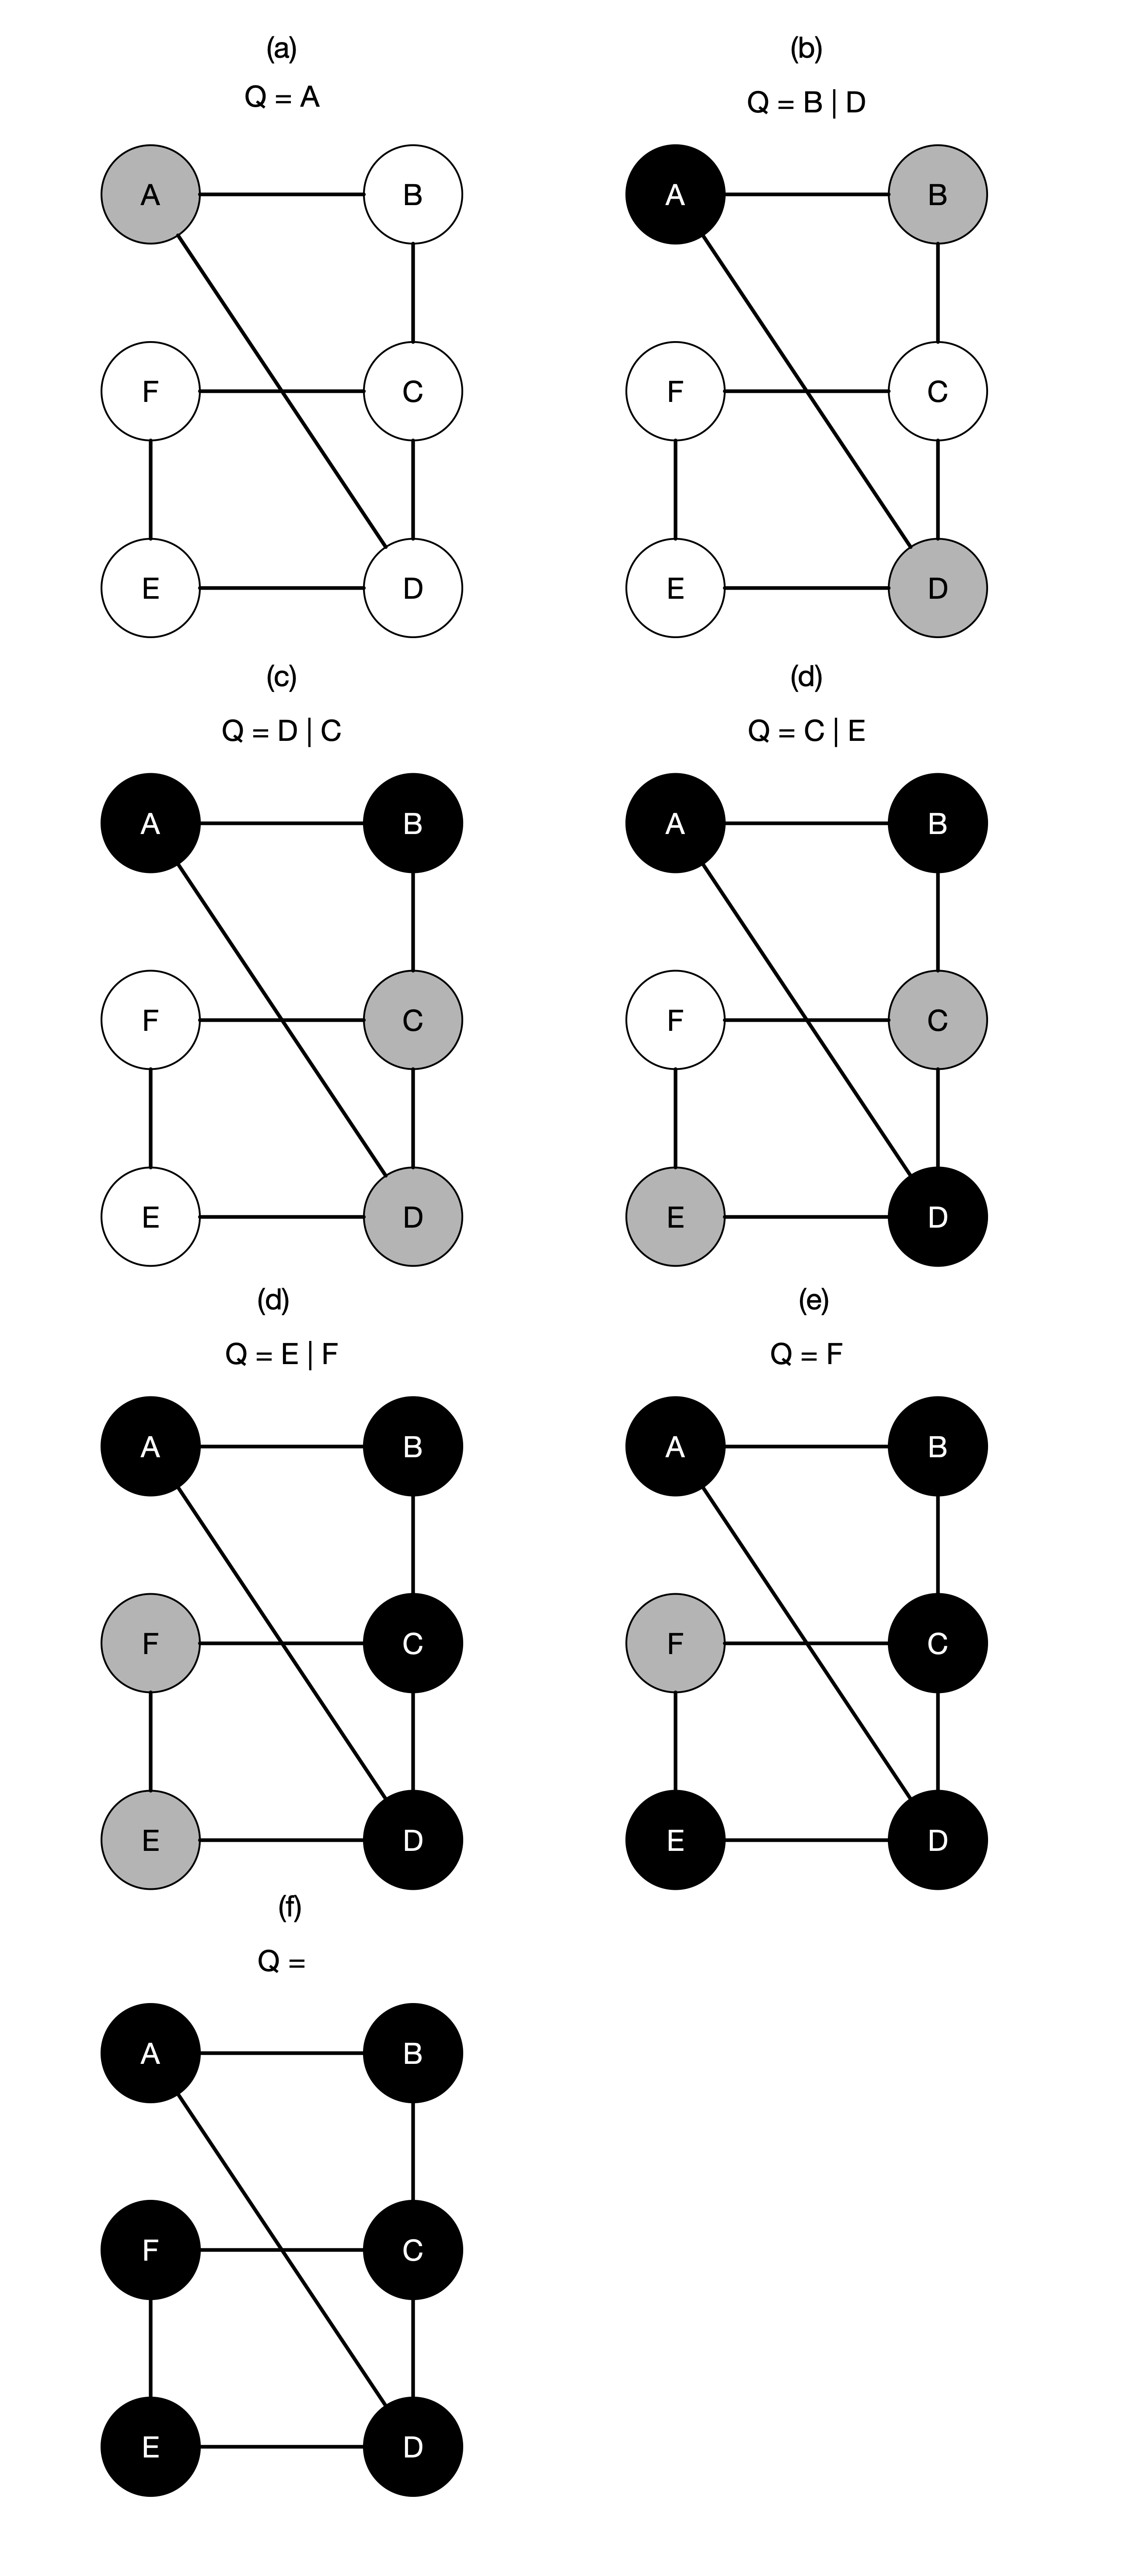 (a)
Q = A
A B
F C
E D
(b)
Q = B | D
A B
F C
E D
(c)
Q = D | C
A B
F C
E D
(d)
Q = C | E
A B
F C
E D
(d)
Q = E | F
A B
F C
E D
(e)
Q = F
A B
F C
E D
(f)
Q =
A B
F C
E D